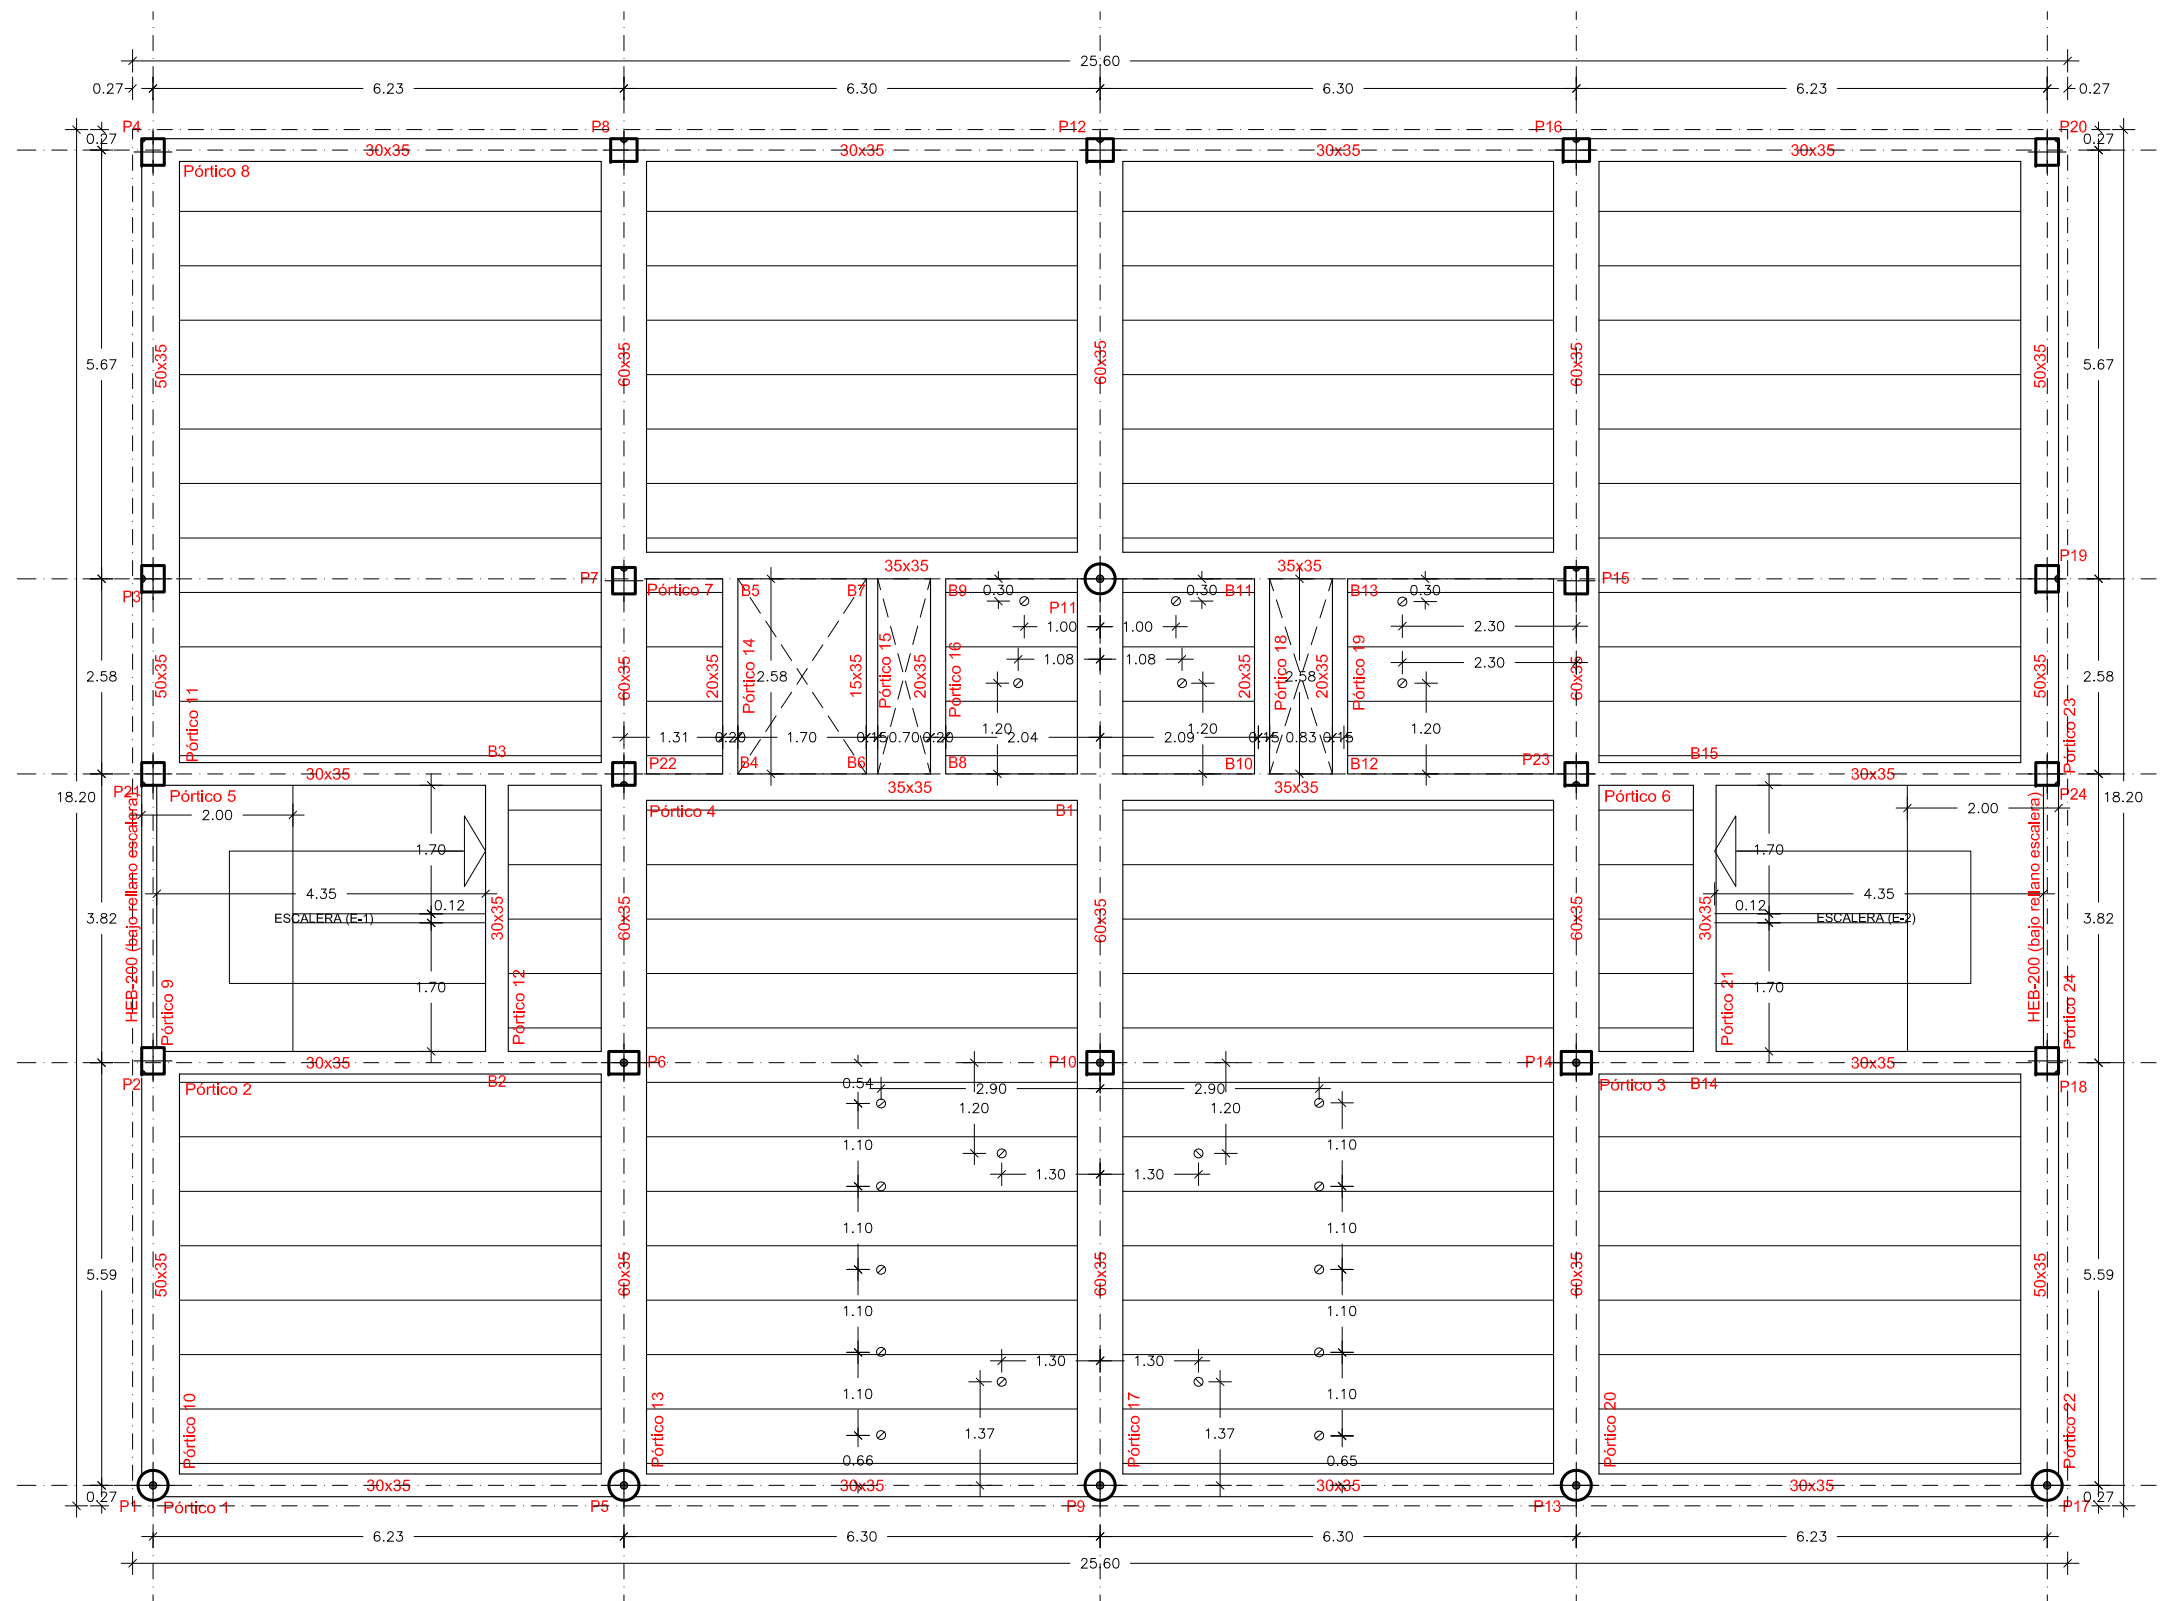 25.60
0.27 6.23 6.30 6.30 6.23 0.27
P4 P8 P12 P16 P20
0.27 30x35 30x35 30x35 30x35 0.27
Pórtico 8
5.67 50x35 60x35 60x35 60x35 50x35 5.67
35x35 35x35 P19
P3 P7 Pórtico 7 B5 B7 B9 0.30 P11 B11 B13 0.30 P15
1.00 1.00 2.30
1.08 1.08 2.30
2.58 50x35 Pórtico 11 60x35 20x35 Pórtico 14 2.58 15x35 Pórtico 15 20x35 Pórtico 16 20x35 Pórtico 18 2.58 20x35 Pórtico 19 60x35 50x35 Pórtico 23 2.58
1.20 1.20 1.20
1.31 0.20 1.70 0.15 0.70 0.20 2.04 2.09 0.15 0.83 0.15
B3 P22 B4 B6 B8 B10 B12 P23 B15
30x35 35x35 35x35 30x35
18.20 P21 Pórtico 5 Pórtico 4 B1 Pórtico 6 P24 18.20
2.00 2.00
1.70 1.70
4.35 4.35
0.12 0.12
3.82 ESCALERA (E-1) 30x35 60x35 60x35 60x35 30x35 ESCALERA (E-2) 3.82
HEB-200 (bajo rellano escalera) HEB-200 (bajo rellano escalera)
1.70 1.70
Pórtico 9 Pórtico 12 Pórtico 21 Pórtico 24
30x35 P6 P10 P14 30x35
P2 Pórtico 2 B2 0.54 2.90 2.90 Pórtico 3 B14 P18
1.20 1.20
1.10 1.10
1.30 1.30
1.10 1.10
5.59 50x35 60x35 60x35 60x35 50x35 5.59
1.10 1.10
1.30 1.30
1.10 1.10
Pórtico 10 Pórtico 13 1.37 Pórtico 17 1.37 Pórtico 20 Pórtico 22
0.66 0.65
0.27 30x35 30x35 30x35 30x35 0.27
P1 Pórtico 1 P5 P9 P13 P17
6.23 6.30 6.30 6.23
25.60